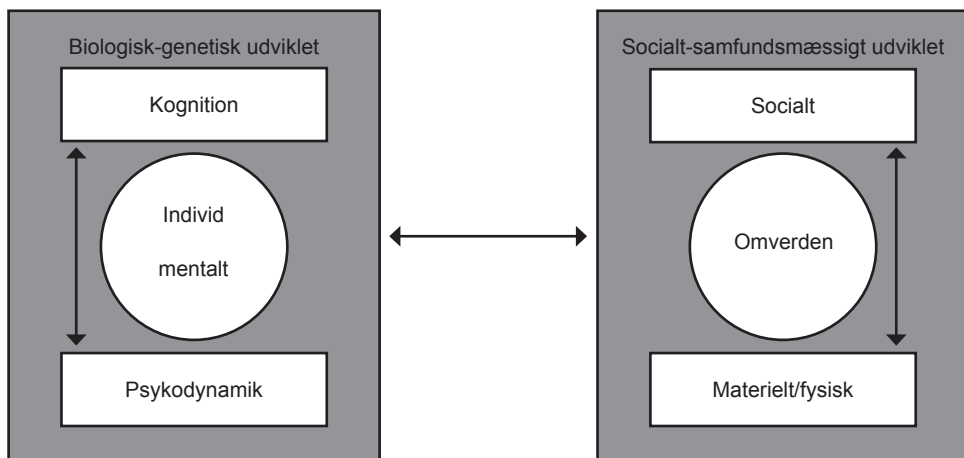 Biologisk-genetisk udviklet
Kognition
Individ
mentalt
Psykodynamik
Socialt-samfundsmæssigt udviklet
Socialt
Omverden
Materielt/fysisk